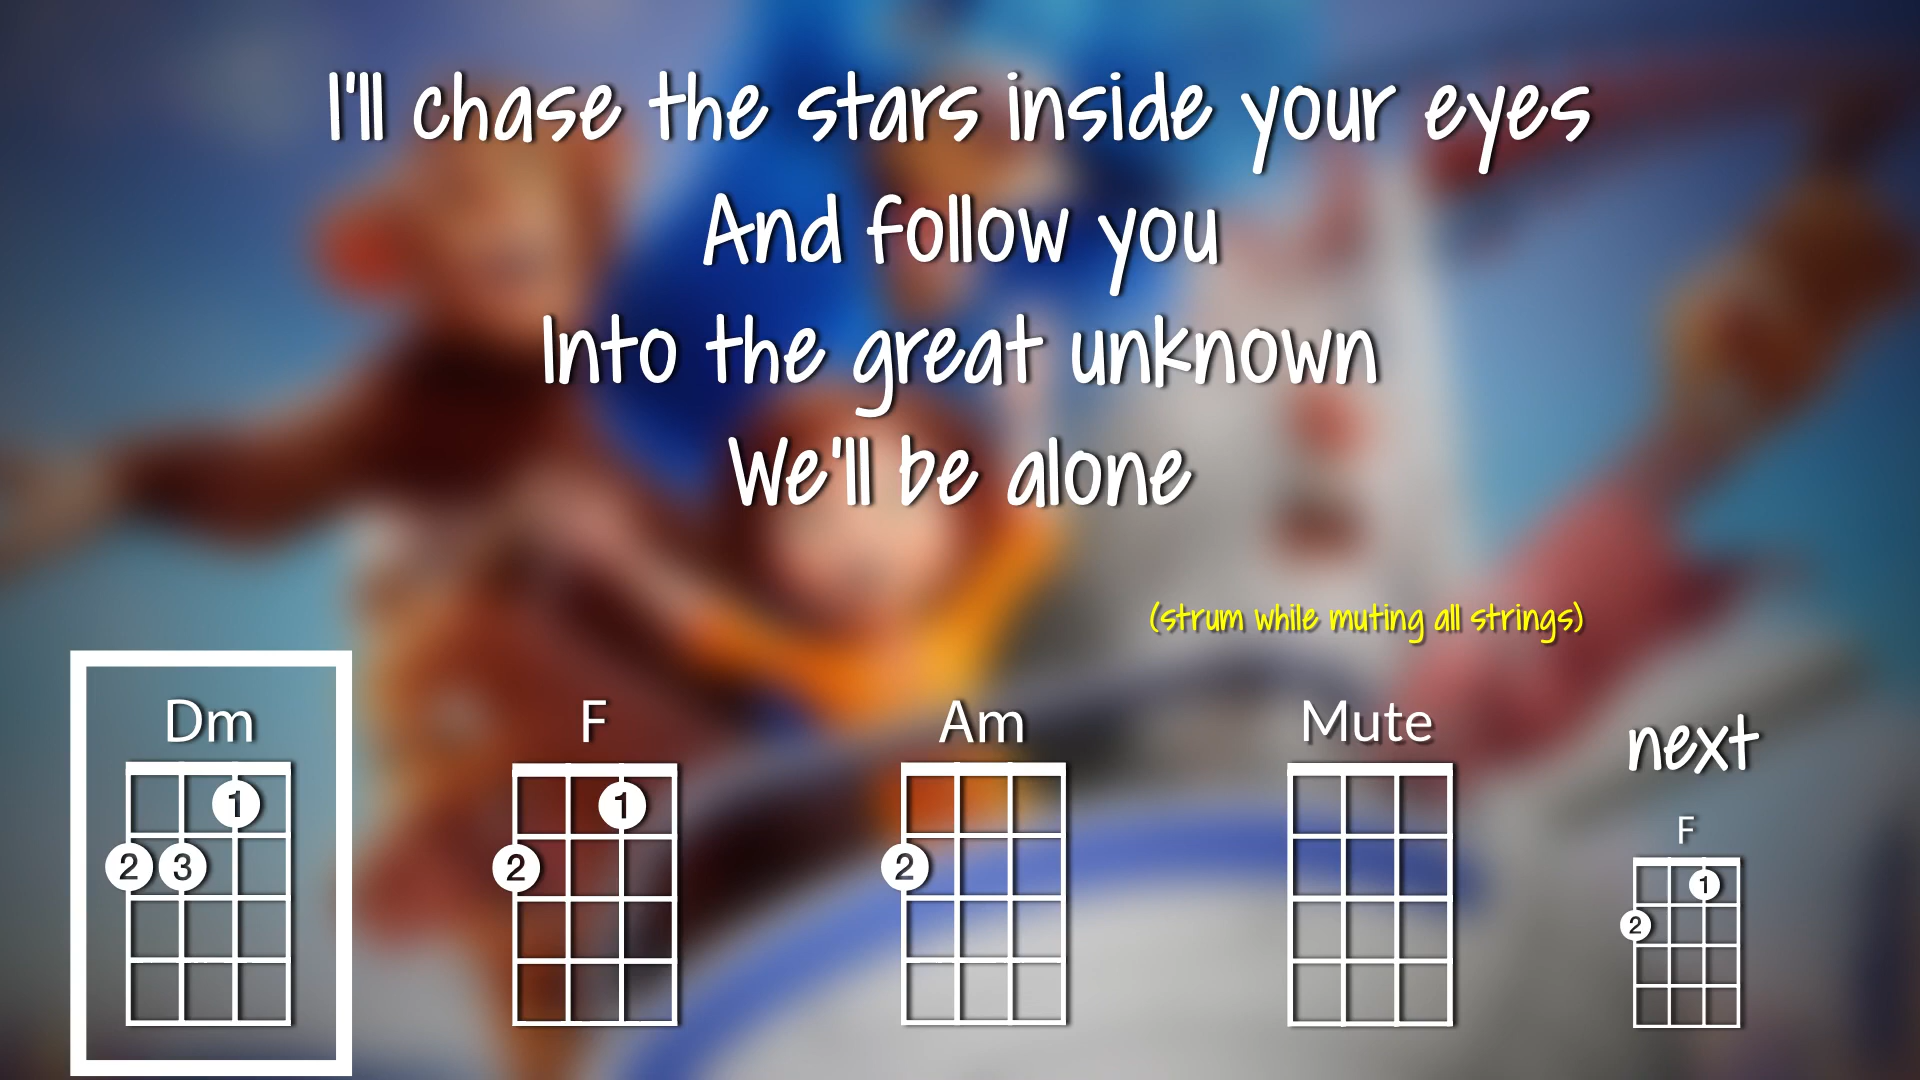 I'll chase the stars inside your eyes
And follow you
Into the great unknown
We'll be alone
(strum while muting all strings)
Dm F Am Mute next
1 1 F
2 3 2 2 1
2